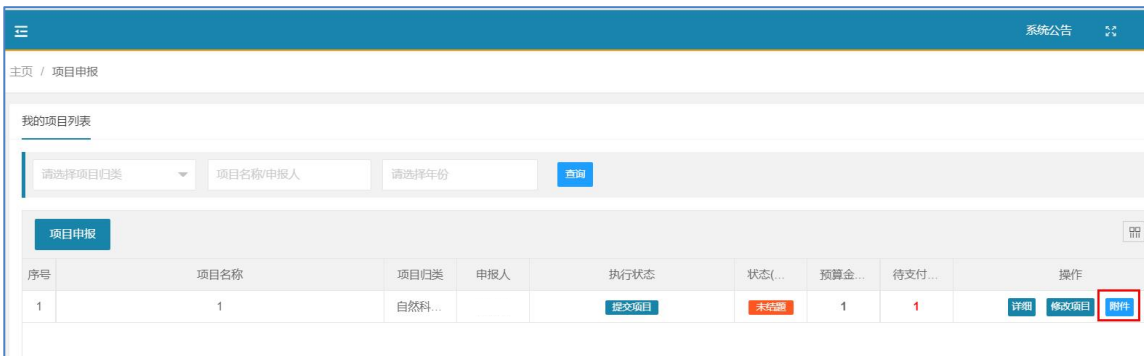 系统公告
主页 / 项目申报
我的项目列表
请选择项目归类 项目名称/申报人 请选择年份 查询
项目申报
序号 项目名称 项目归类 申报人 执行状态 状态(... 预算金... 待支付... 操作
1 1 自然科... 提交项目 未结题 1 1 详细 修改项目 附件